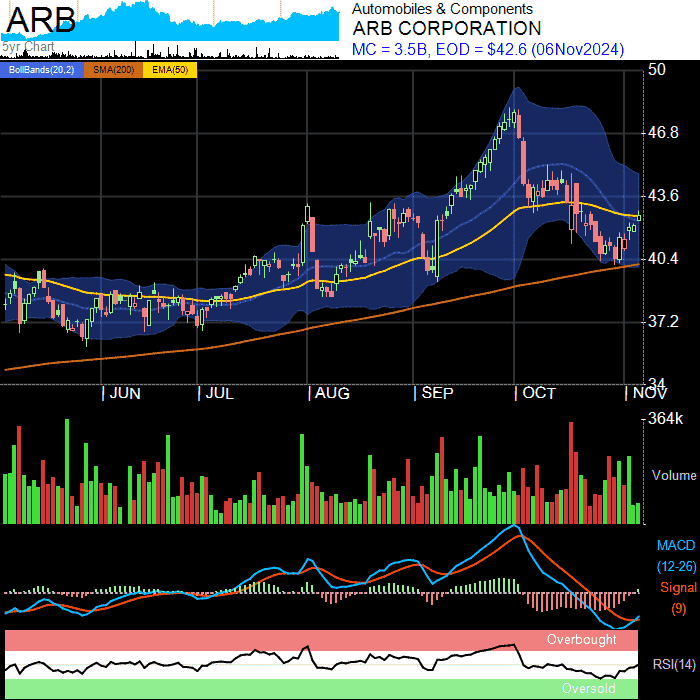 ARB
5yr Chart
Automobiles & Components
ARB CORPORATION
MC = 3.5B, EOD = $42.6 (06Nov2024)
BollBands(20,2) SMA(200) EMA(50)
50
46.8
43.6
40.4
37.2
34
JUN JUL AUG SEP OCT NOV
364k
Volume
MACD
(12-26)
Signal
(9)
Overbought
RSI(14)
Oversold